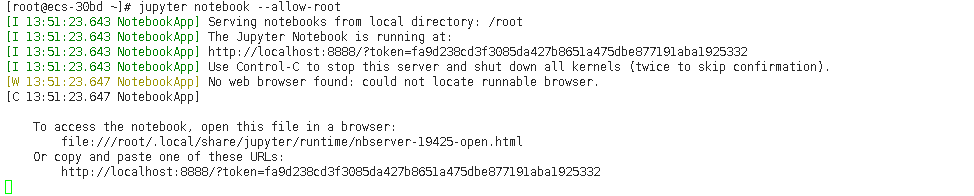 [root@ecs-30bd ~]# jupyter notebook --allow-root
[I 13:51:23.643 NotebookApp] Serving notebooks from local directory: /root
[I 13:51:23.643 NotebookApp] The Jupyter Notebook is running at:
[I 13:51:23.643 NotebookApp] http://localhost:8888/?token=fa9d238cd3f3085da427b8651a475dbe877191aba1925332
[I 13:51:23.643 NotebookApp] Use Control-C to stop this server and shut down all kernels (twice to skip confirmation).
[W 13:51:23.647 NotebookApp] No web browser found: could not locate runnable browser.
[C 13:51:23.647 NotebookApp]
To access the notebook, open this file in a browser:
file:///root/.local/share/jupyter/runtime/nbserver-19425-open.html
Or copy and paste one of these URLs:
http://localhost:8888/?token=fa9d238cd3f3085da427b8651a475dbe877191aba1925332